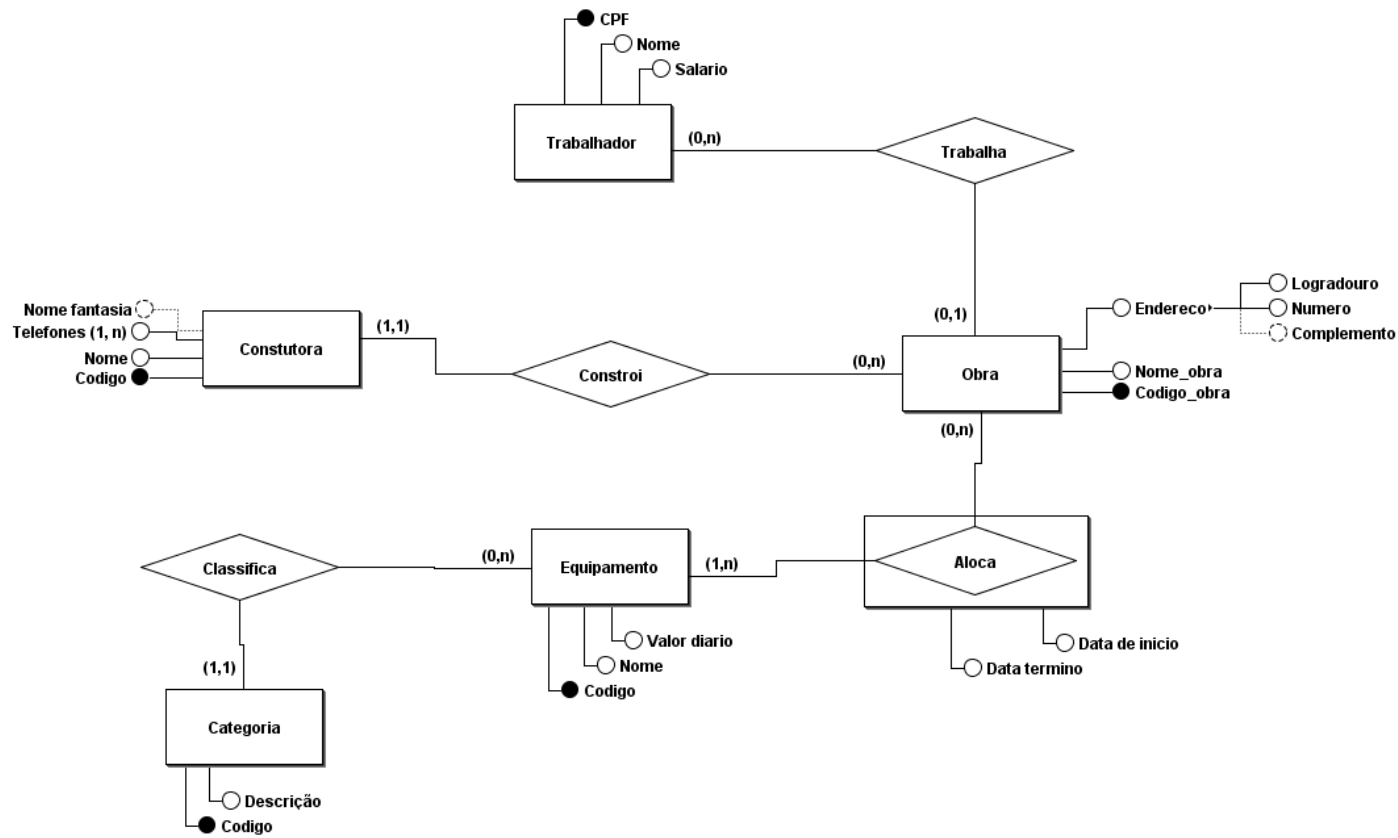 CPF
Nome
Salario
Trabalhador
(0,n)
Trabalha
Nome fantasia
Telefones (1, n)
Nome
Codigo
Constutora
(1,1)
Constroi
(0,n)
(0,1)
Obra
(0,n)
Endereco
Logradouro
Numero
Complemento
Nome_obra
Codigo_obra
Classifica
(0,n)
Equipamento
(1,n)
Aloca
Valor diario
Nome
Codigo
Data de inicio
Data termino
(1,1)
Categoria
Descrição
Codigo